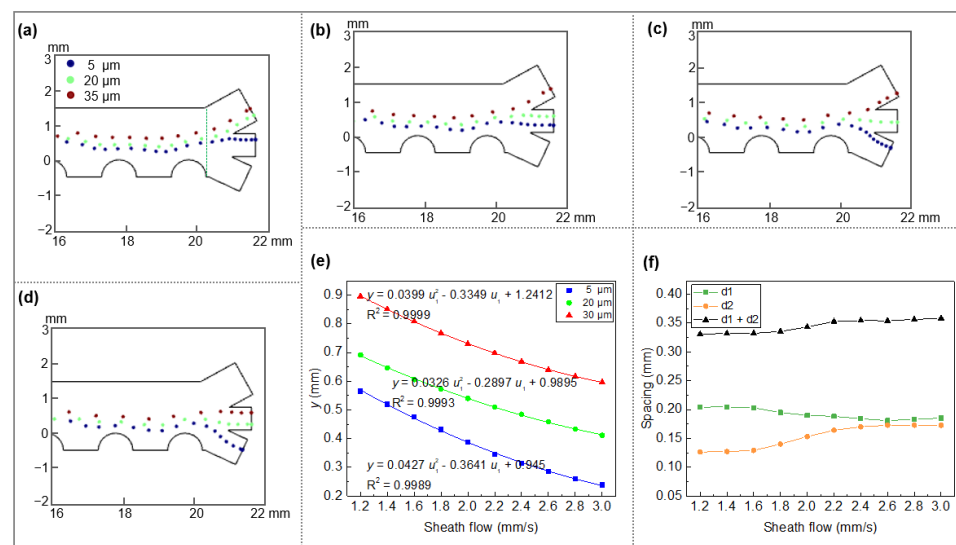 (a)
mm
3
2
1
0
−1
−2
16
18
20
22 mm
5 µm
20 µm
35 µm
(b)
mm
3
2
1
0
−1
−2
16
18
20
22 mm
(c)
mm
3
2
1
0
−1
−2
16
18
20
22 mm
(d)
mm
3
2
1
0
−1
−2
16
18
20
22 mm
(e)
0.9
0.8
0.7
0.6
0.5
0.4
0.3
0.2
y (mm)
y = 0.0399 u₁² - 0.3349 u₁ + 1.2412
R² = 0.9999
5 µm
20 µm
30 µm
y = 0.0326 u₁² - 0.2897 u₁ + 0.9895
R² = 0.9993
y = 0.0427 u₁² - 0.3641 u₁ + 0.945
R² = 0.9989
1.2 1.4 1.6 1.8 2.0 2.2 2.4 2.6 2.8 3.0
Sheath flow (mm/s)
(f)
0.40
0.35
0.25
0.20
0.15
0.05
Spacing (mm)
d1
d2
d1 + d2
1.2 1.4 1.6 1.8 2.0 2.2 2.4 2.6 2.8 3.0
Sheath flow (mm/s)